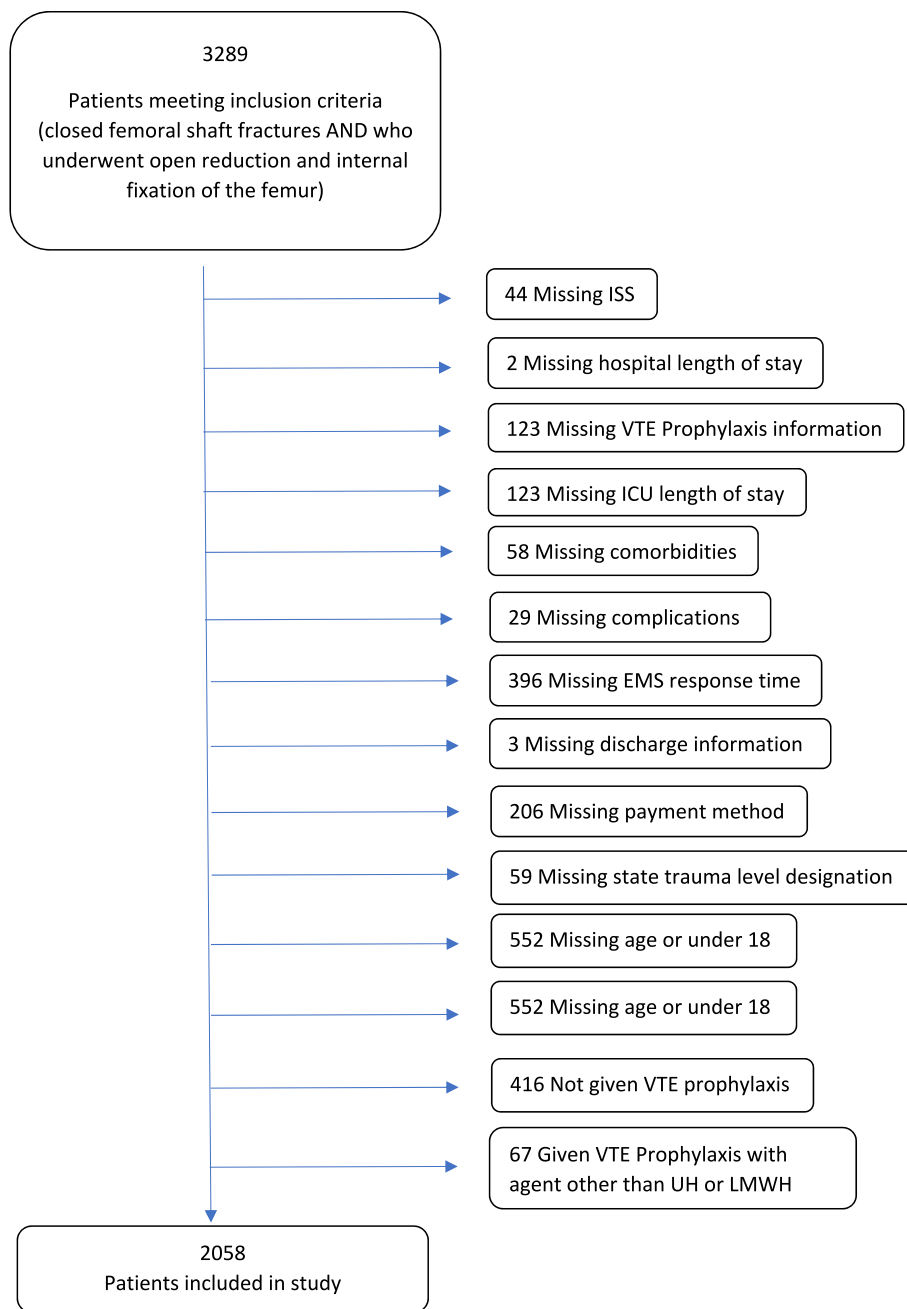 3289
Patients meeting inclusion criteria
(closed femoral shaft fractures AND who
underwent open reduction and internal
fixation of the femur)
44 Missing ISS
2 Missing hospital length of stay
123 Missing VTE Prophylaxis information
123 Missing ICU length of stay
58 Missing comorbidities
29 Missing complications
396 Missing EMS response time
3 Missing discharge information
206 Missing payment method
59 Missing state trauma level designation
552 Missing age or under 18
552 Missing age or under 18
416 Not given VTE prophylaxis
67 Given VTE Prophylaxis with
agent other than UH or LMWH
2058
Patients included in study